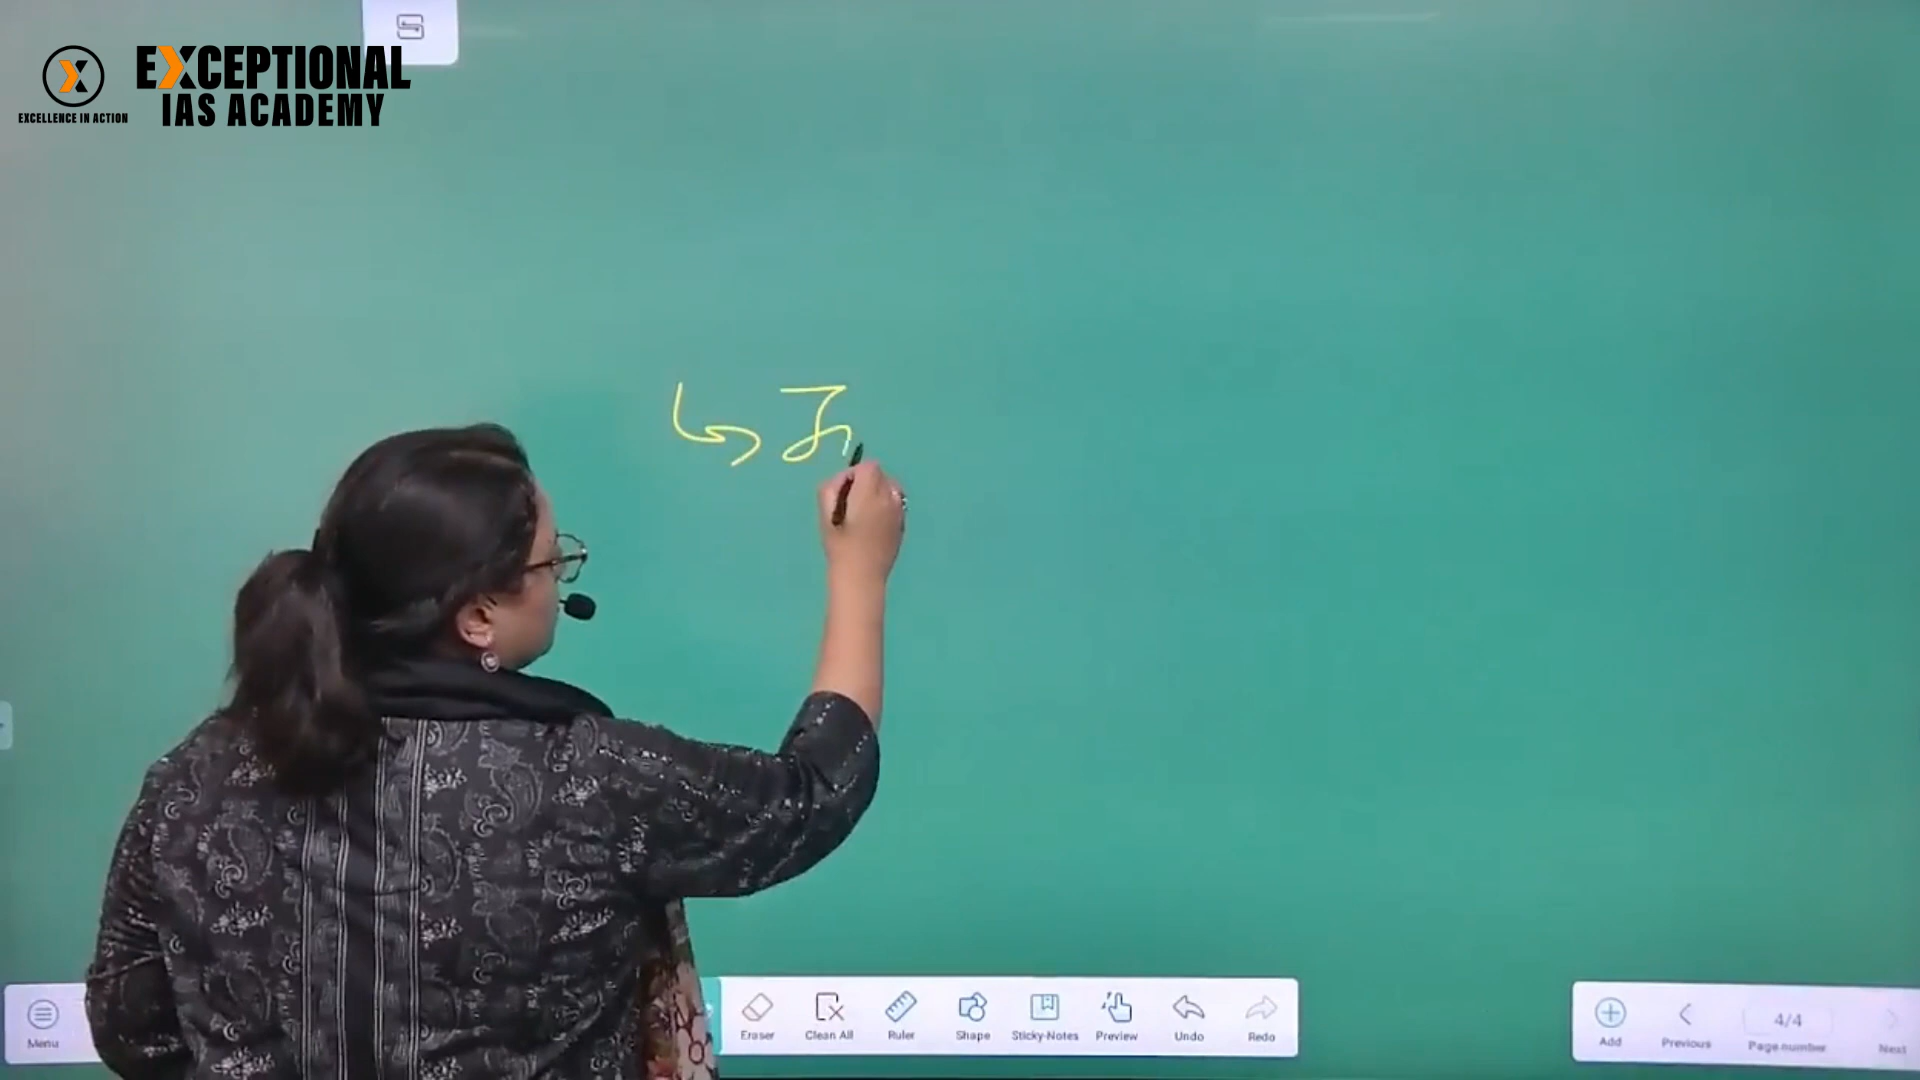 EXCEPTIONAL
IAS ACADEMY
EXCELLENCE IN ACTION
Menu
Eraser
Clean All
Ruler
Shape
Sticky-Notes
Preview
Undo
Redo
Add
Previous
4/4
Page number
Next